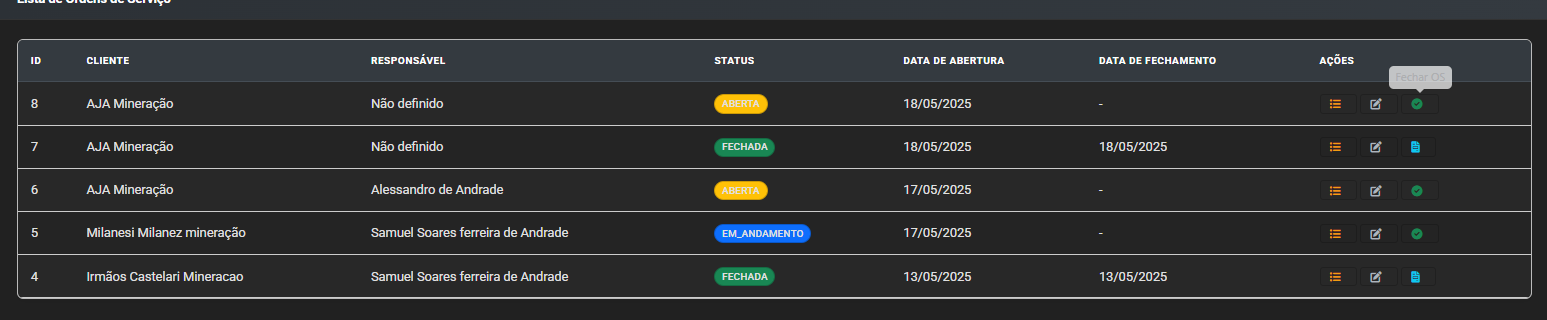 Lista de Ordens de Serviço
ID CLIENTE RESPONSÁVEL STATUS DATA DE ABERTURA DATA DE FECHAMENTO AÇÕES
Fechar OS
8 AJA Mineração Não definido ABERTA 18/05/2025 -
7 AJA Mineração Não definido FECHADA 18/05/2025 18/05/2025
6 AJA Mineração Alessandro de Andrade ABERTA 17/05/2025 -
5 Milanesi Milanez mineração Samuel Soares ferreira de Andrade EM_ANDAMENTO 17/05/2025 -
4 Irmãos Castelari Mineracao Samuel Soares ferreira de Andrade FECHADA 13/05/2025 13/05/2025